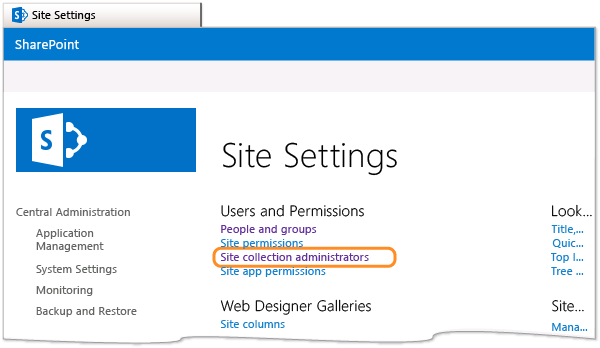 Site Settings
SharePoint
S
Site Settings
Central Administration
Application
Management
System Settings
Monitoring
Backup and Restore
Users and Permissions
People and groups
Site permissions
Site collection administrators
Site app permissions
Web Designer Galleries
Site columns
Look...
Title,...
Quic...
Top l...
Tree ...
Site...
Mana...